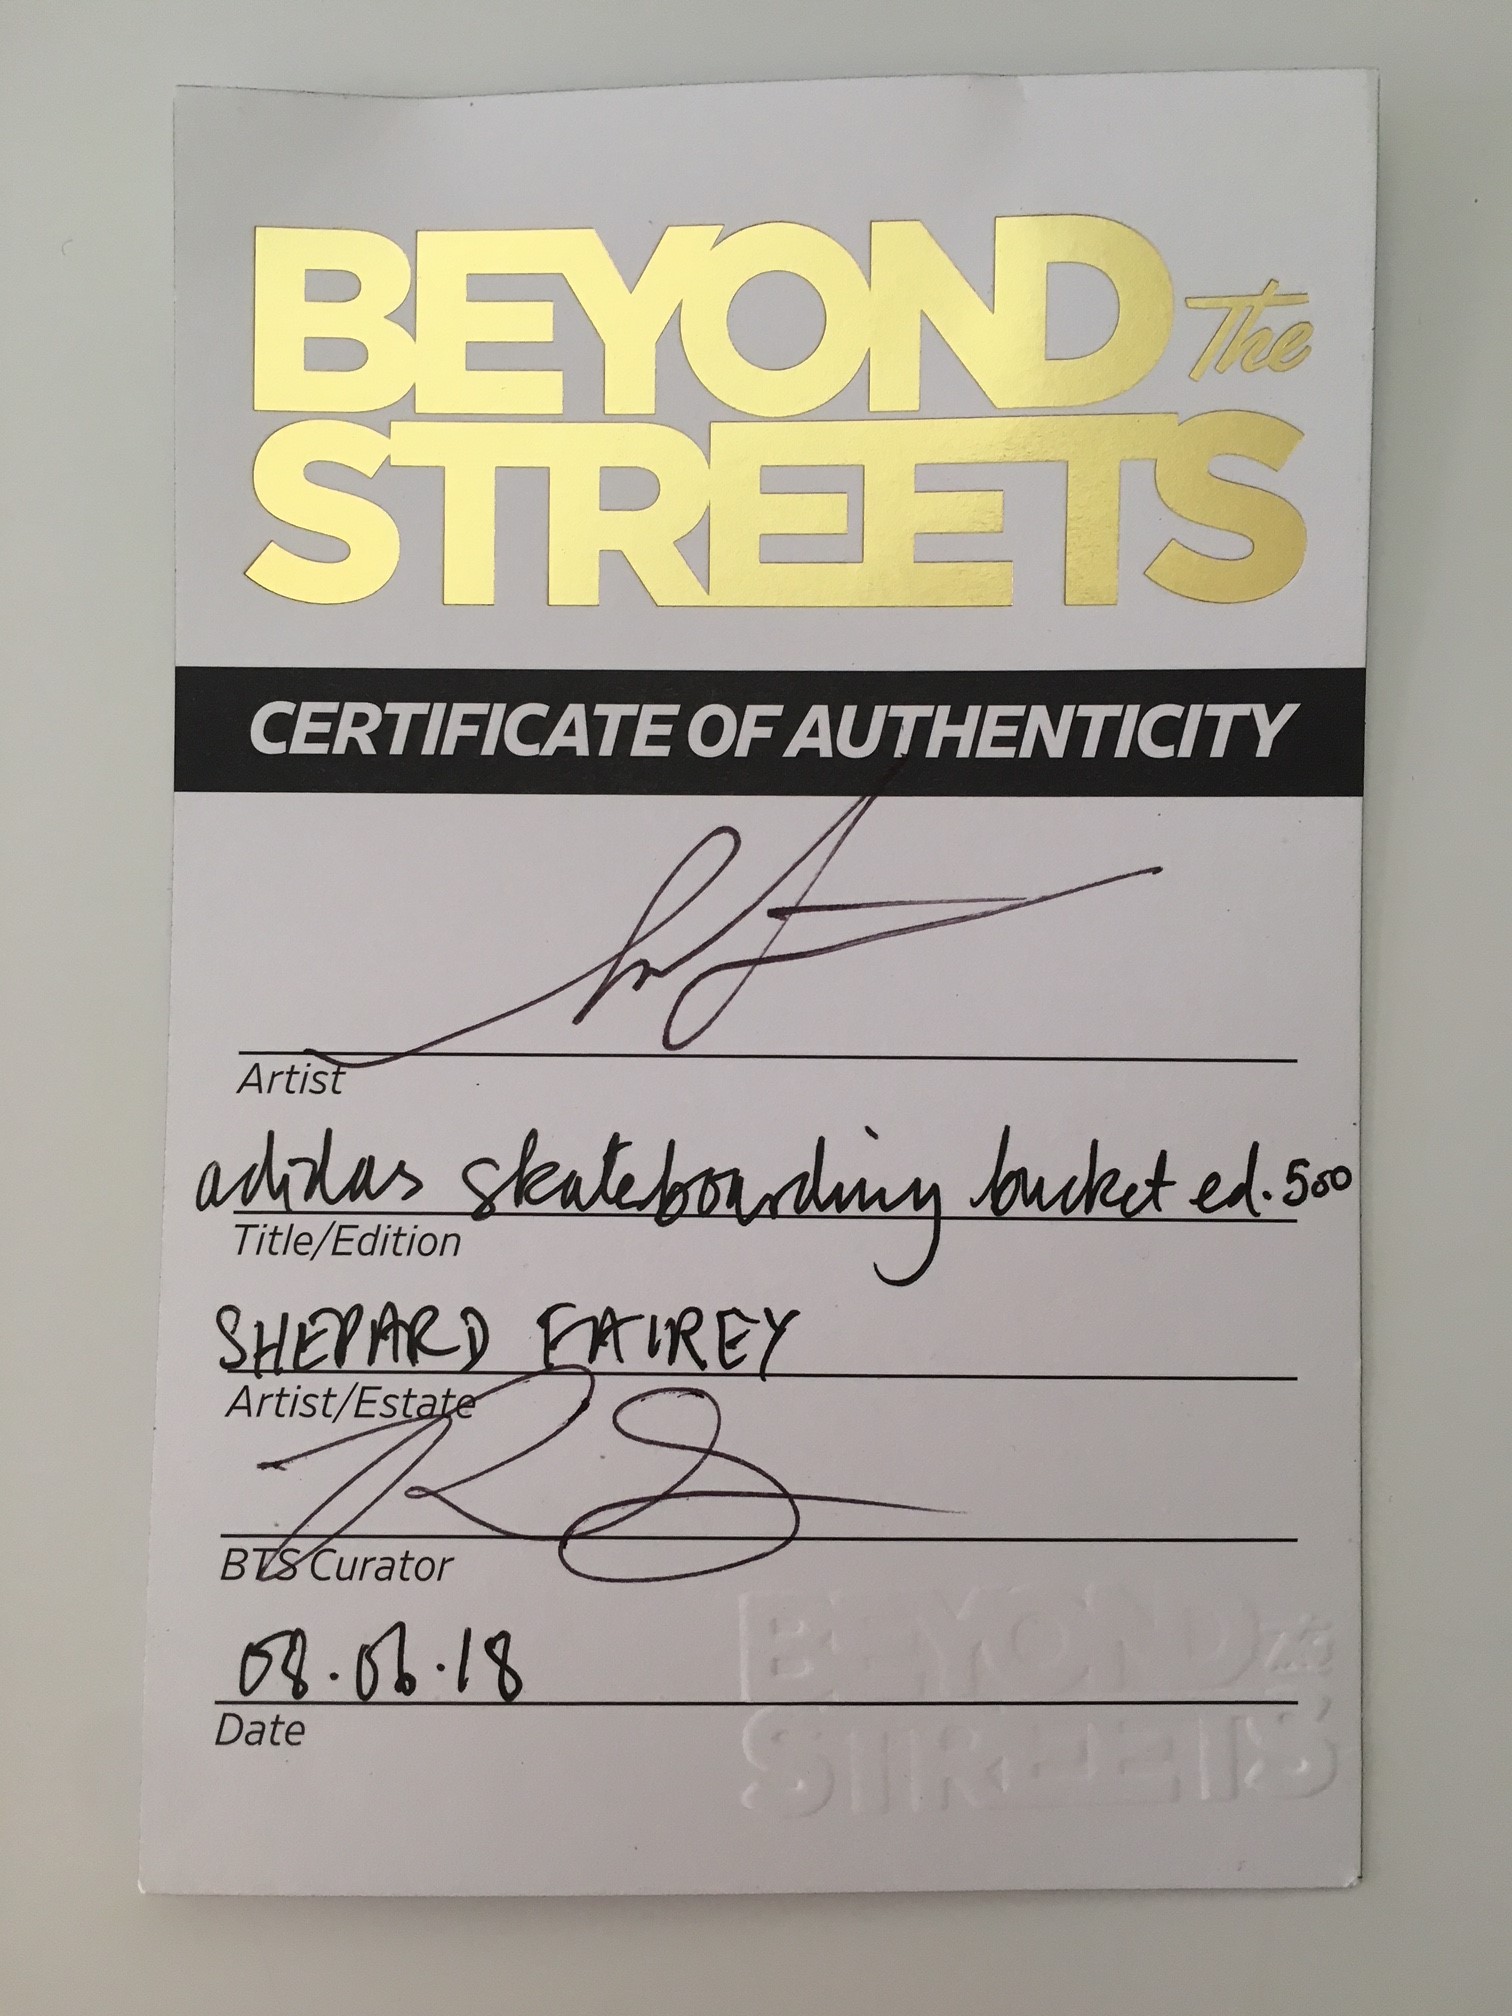 BEYOND The
STREETS
CERTIFICATE OF AUTHENTICITY
Artist
adidas skateboarding bucket ed. 500
Title/Edition
SHEPARD FAIREY
Artist/Estate
BTS Curator
08.06.18
Date
BEYOND THE
STREETS